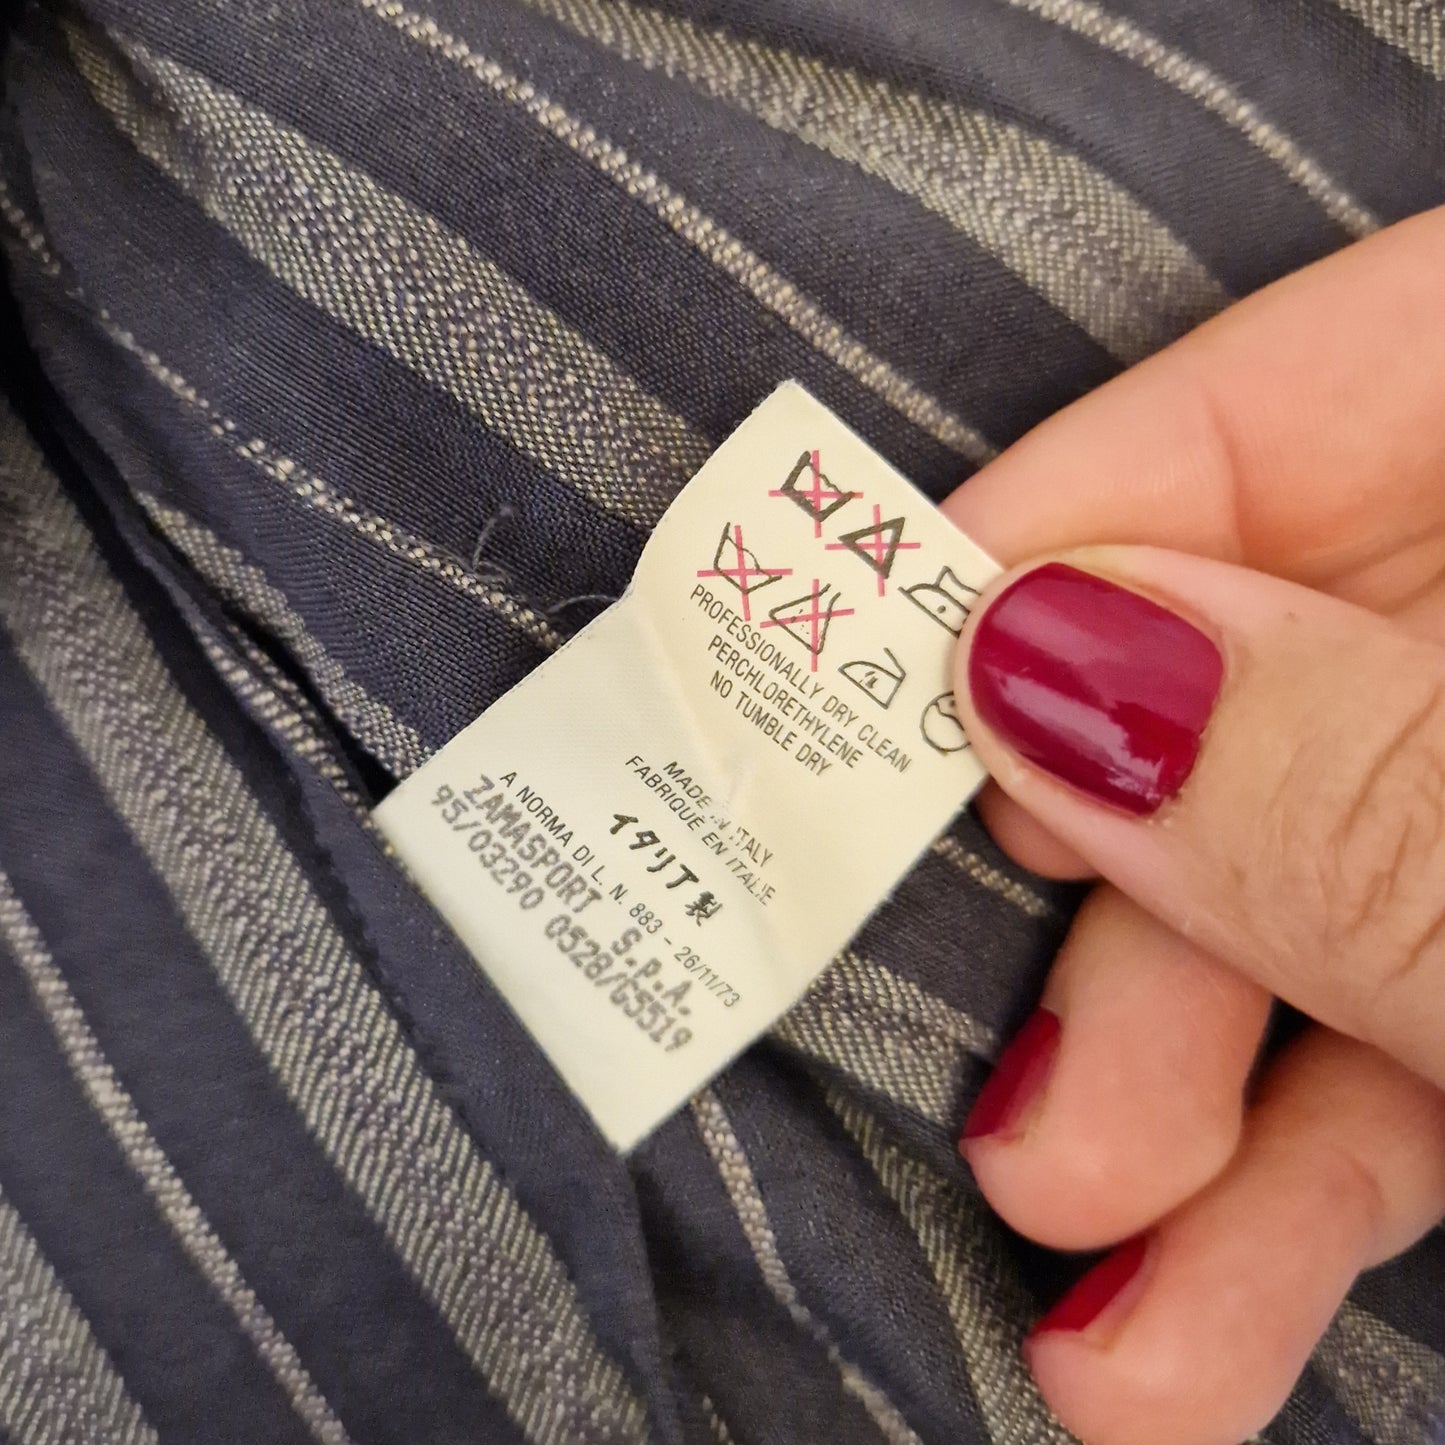 PROFESSIONALLY DRY CLEAN
PERCHLORETHYLENE
NO TUMBLE DRY
MADE IN ITALY
FABRIQUÉ EN ITALIE
イタリア製
A NORMA DI L. N. 883 - 26/11/73
ZAMASPORT S.P.A.
95/03290 0528/G5519